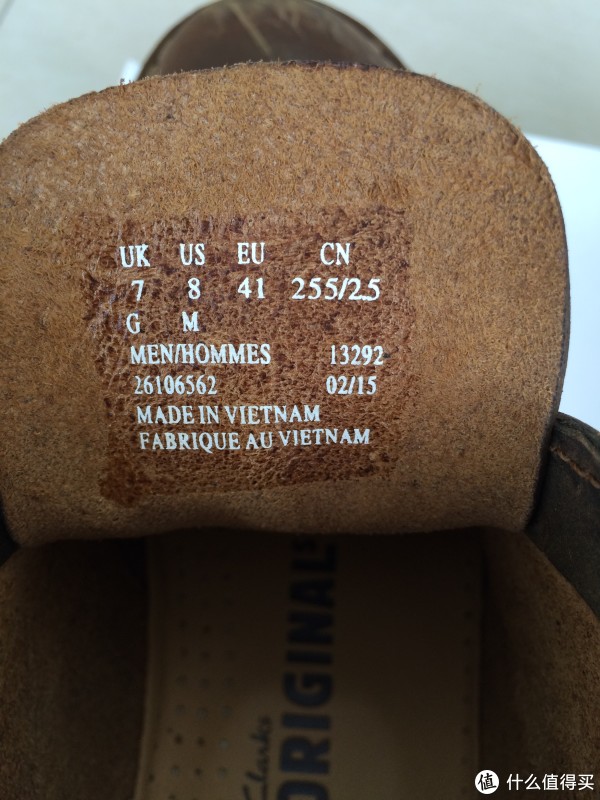 UK US EU CN
7 8 41 255/2.5
G M
MEN/HOMMES 13292
26106562 02/15
MADE IN VIETNAM
FABRIQUE AU VIETNAM
Clarks
ORIGINALS
值 什么值得买